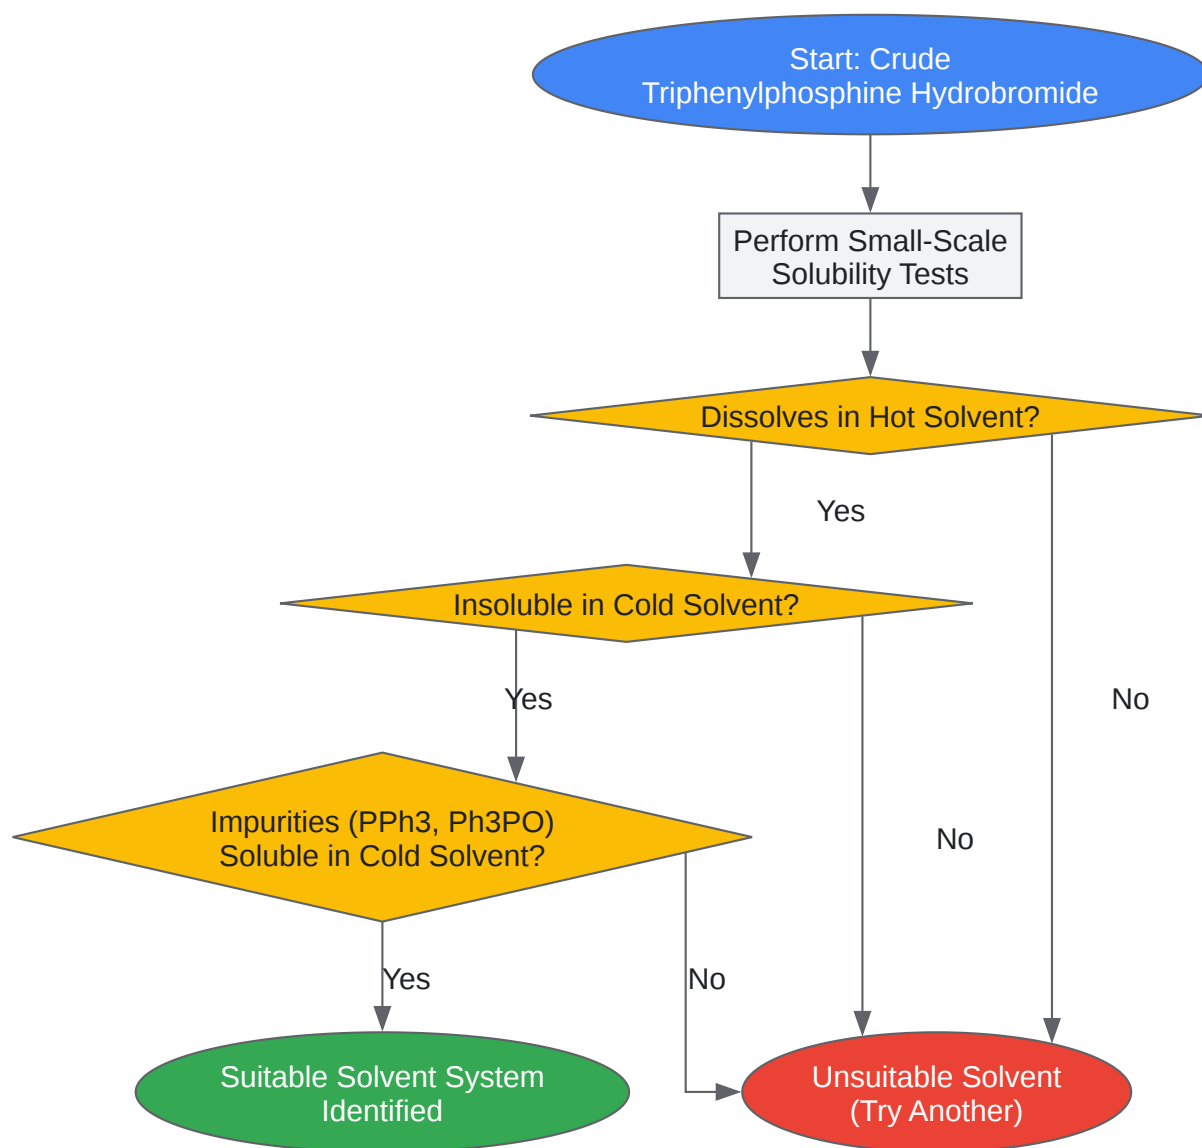 Start: Crude
Triphenylphosphine Hydrobromide
Perform Small-Scale
Solubility Tests
Dissolves in Hot Solvent?
Yes
Insoluble in Cold Solvent?
Yes
No
Impurities (PPh3, Ph3PO)
Soluble in Cold Solvent?
No
Yes
No
Suitable Solvent System
Identified
Unsuitable Solvent
(Try Another)